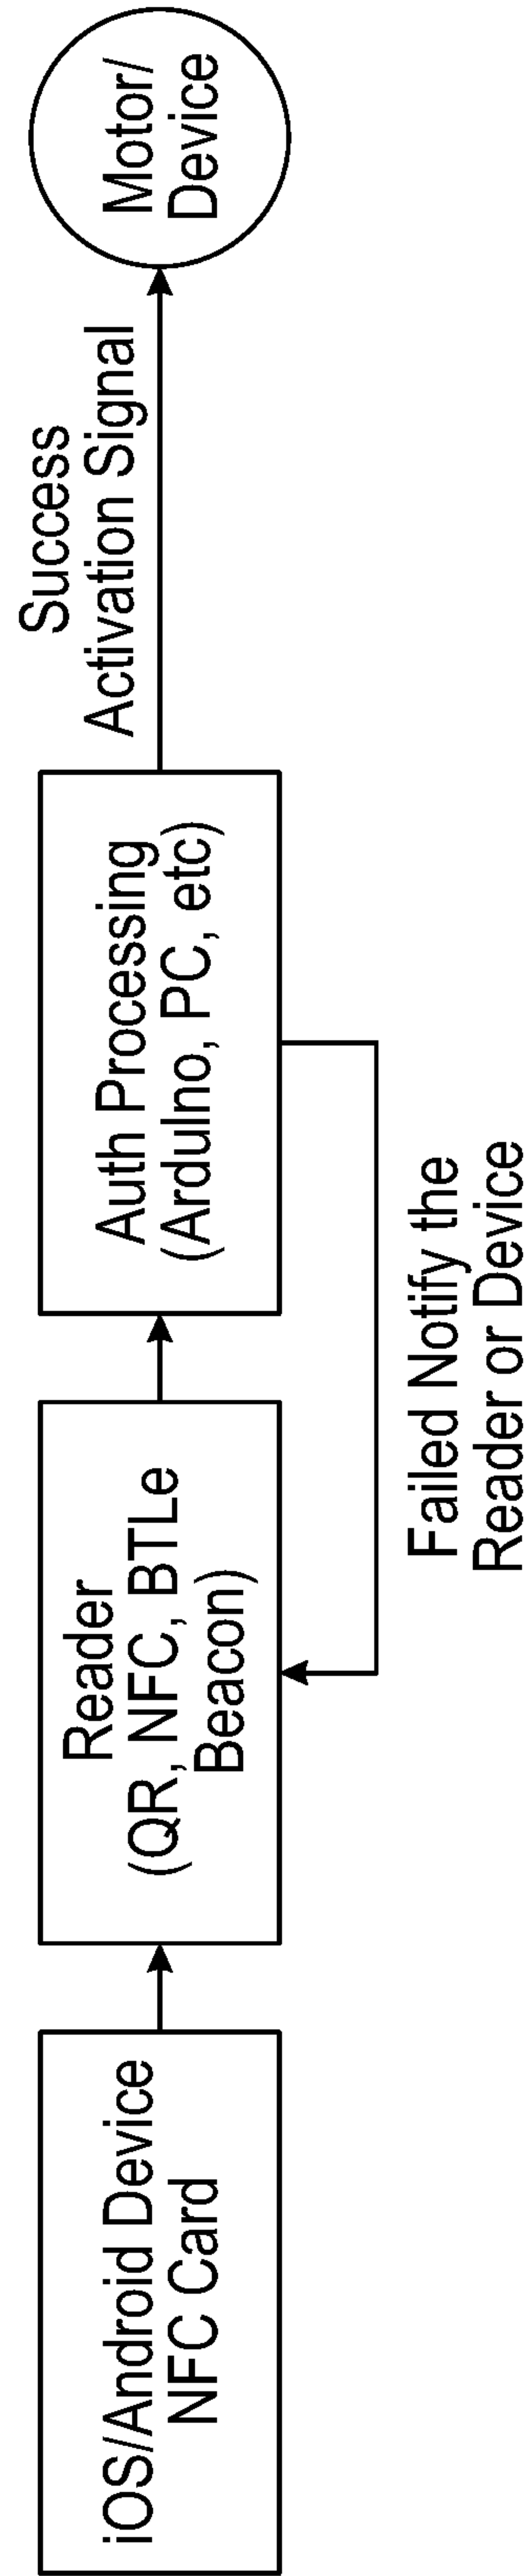 iOS/Android Device
NFC Card
Reader
(QR, NFC, BTLe
Beacon)
Auth Processing
(Ardulno, PC, etc)
Success
Activation Signal
Motor/
Device
Failed Notify the
Reader or Device